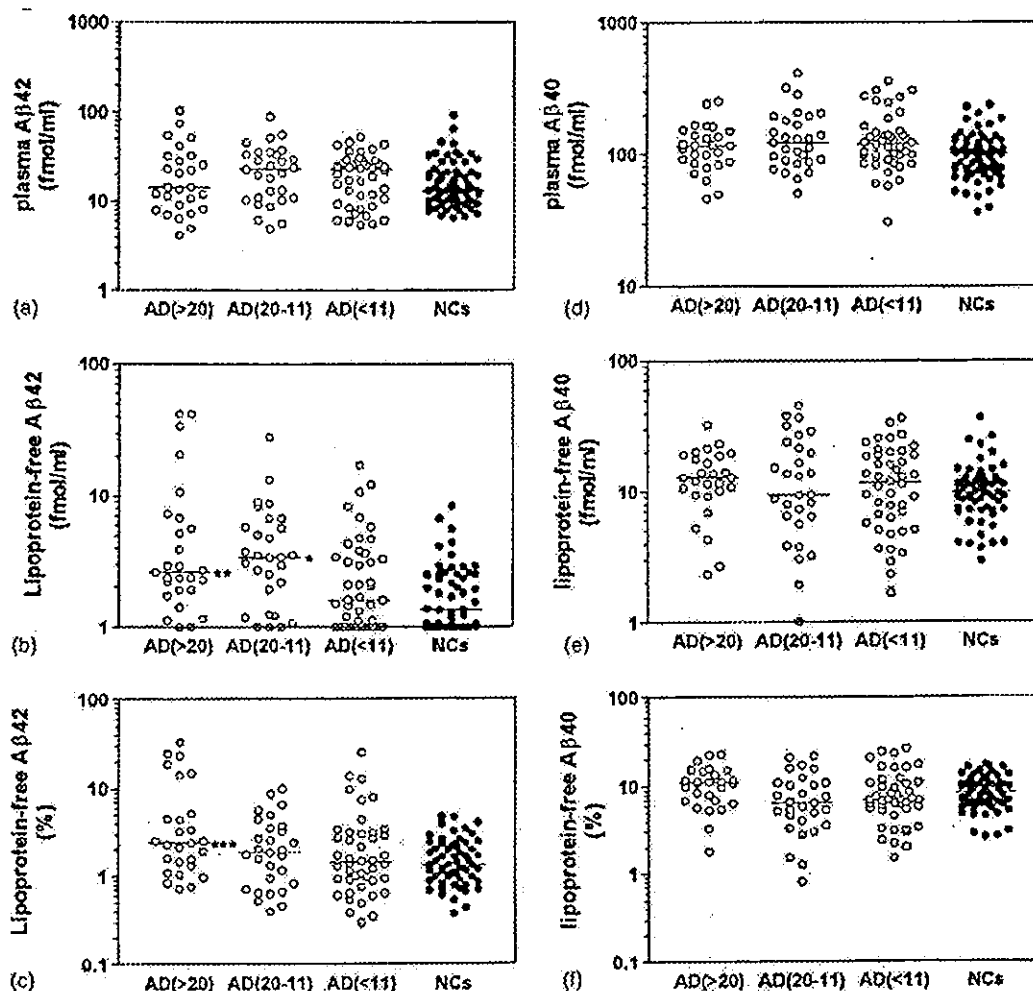 1000
100
10
1
plasma Aβ42
(fmol/ml)
(a)
AD(>20) AD(20-11) AD(<11) NCs
1000
100
10
plasma Aβ40
(fmol/ml)
(d)
AD(>20) AD(20-11) AD(<11) NCs
100
10
1
Lipoprotein-free Aβ42
(fmol/ml)
**
*
(b)
AD(>20) AD(20-11) AD(<11) NCs
100
10
1
lipoprotein-free Aβ40
(fmol/ml)
(e)
AD(>20) AD(20-11) AD(<11) NCs
100
10
1
0.1
Lipoprotein-free Aβ42
(%)
***
(c)
AD(>20) AD(20-11) AD(<11) NCs
100
10
1
0.1
lipoprotein-free Aβ40
(%)
(f)
AD(>20) AD(20-11) AD(<11) NCs